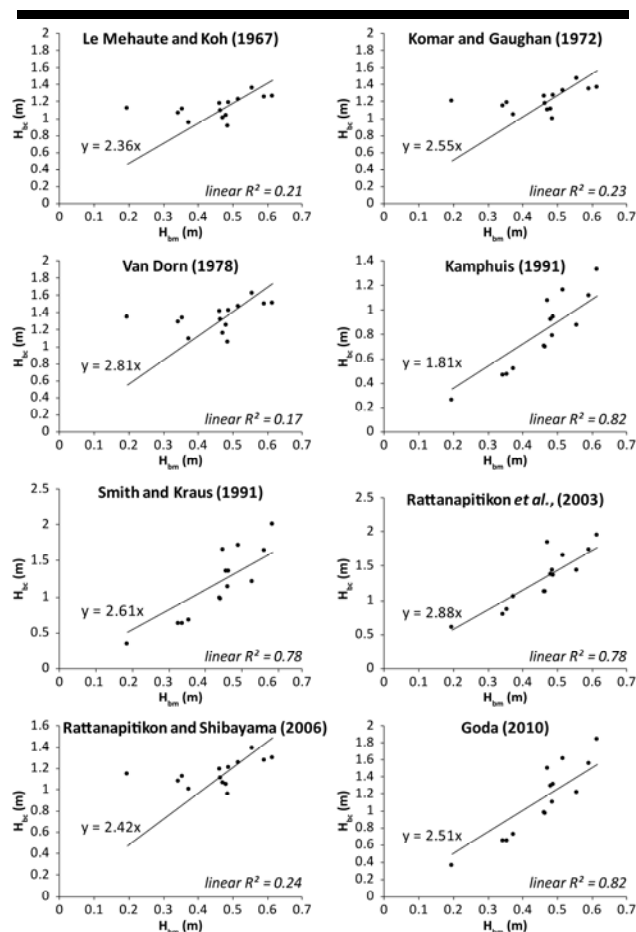 Le Mehaute and Koh (1967)
2
1.8
1.6
1.4
1.2
1
0.8
0.6
0.4
0.2
0
H_bc (m)
y = 2.36x
linear R² = 0.21
0 0.1 0.2 0.3 0.4 0.5 0.6 0.7
H_bm (m)
Komar and Gaughan (1972)
2
1.8
1.6
1.4
1.2
1
0.8
0.6
0.4
0.2
0
H_bc (m)
y = 2.55x
linear R² = 0.23
0 0.1 0.2 0.3 0.4 0.5 0.6 0.7
H_bm (m)
Van Dorn (1978)
2
1.8
1.6
1.4
1.2
1
0.8
0.6
0.4
0.2
0
H_bc (m)
y = 2.81x
linear R² = 0.17
0 0.1 0.2 0.3 0.4 0.5 0.6 0.7
H_bm (m)
Kamphuis (1991)
1.4
1.2
1
0.8
0.6
0.4
0.2
0
H_bc (m)
y = 1.81x
linear R² = 0.82
0 0.1 0.2 0.3 0.4 0.5 0.6 0.7
H_bm (m)
Smith and Kraus (1991)
2.5
2
1.5
1
0.5
0
H_bc (m)
y = 2.61x
linear R² = 0.78
0 0.1 0.2 0.3 0.4 0.5 0.6 0.7
H_bm (m)
Rattanapitikon et al., (2003)
2.5
2
1.5
1
0.5
0
H_bc (m)
y = 2.88x
linear R² = 0.78
0 0.1 0.2 0.3 0.4 0.5 0.6 0.7
H_bm (m)
Rattanapitikon and Shibayama (2006)
1.6
1.4
1.2
1
0.8
0.6
0.4
0.2
0
H_bc (m)
y = 2.42x
linear R² = 0.24
0 0.1 0.2 0.3 0.4 0.5 0.6 0.7
H_bm (m)
Goda (2010)
2
1.8
1.6
1.4
1.2
1
0.8
0.6
0.4
0.2
0
H_bc (m)
y = 2.51x
linear R² = 0.82
0 0.1 0.2 0.3 0.4 0.5 0.6 0.7
H_bm (m)